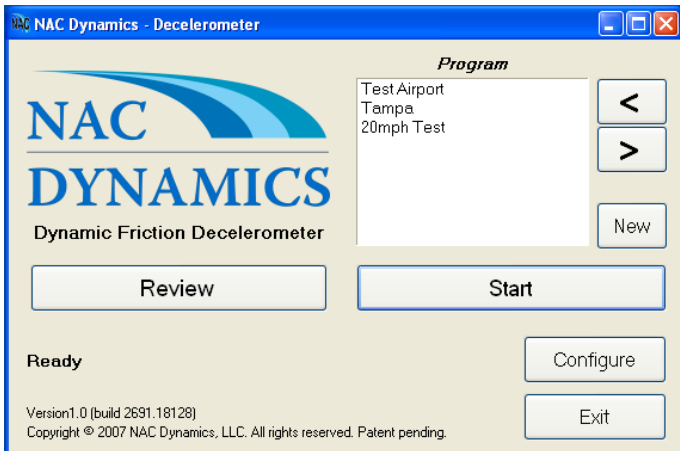 NAC NAC Dynamics - Decelerometer
NAC
DYNAMICS
Dynamic Friction Decelerometer
Program
Test Airport
Tampa
20mph Test
<
>
New
Review
Start
Ready
Configure
Version1.0 (build 2691.18128)
Copyright © 2007 NAC Dynamics, LLC. All rights reserved. Patent pending.
Exit